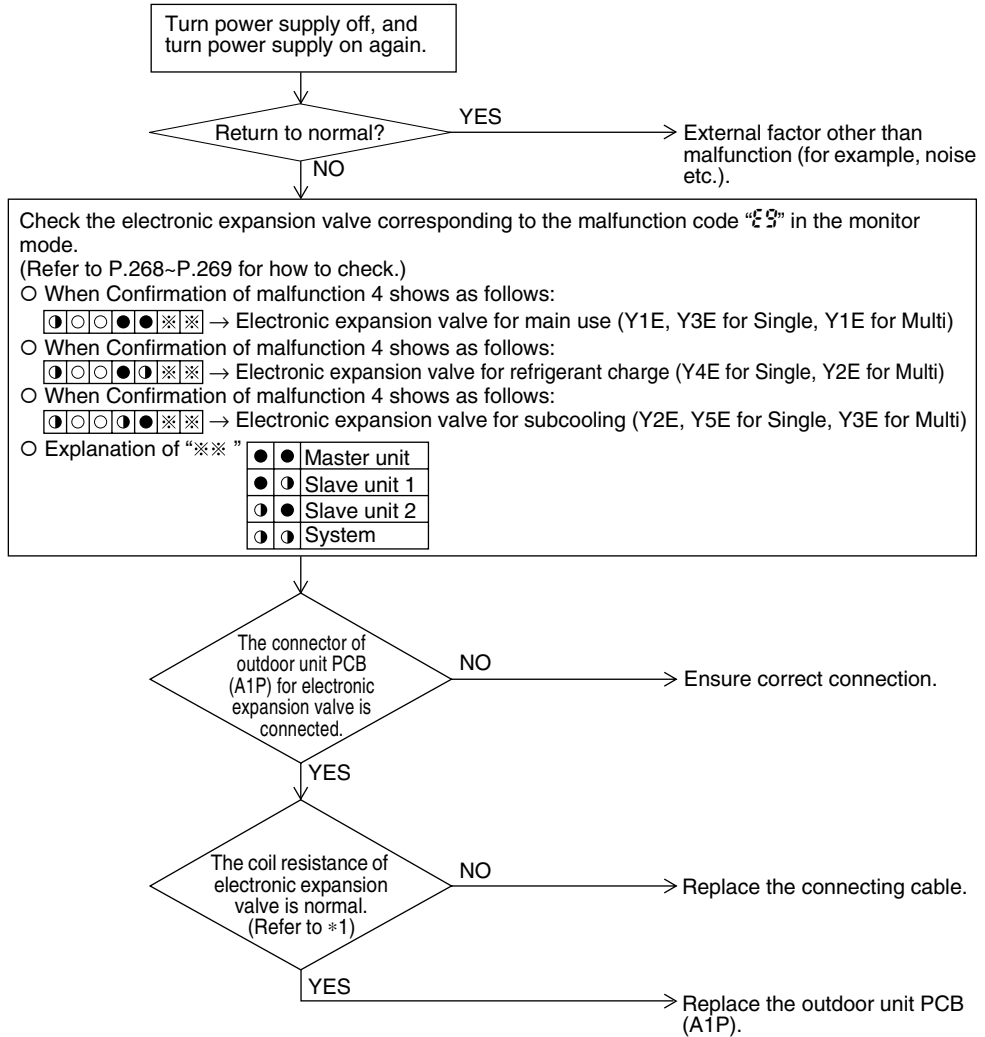 Turn power supply off, and
turn power supply on again.
Return to normal?
YES
External factor other than
malfunction (for example, noise
etc.).
NO
Check the electronic expansion valve corresponding to the malfunction code “E9” in the monitor
mode.
(Refer to P.268~P.269 for how to check.)
○ When Confirmation of malfunction 4 shows as follows:
◑ ○ ○ ● ● ※ ※ → Electronic expansion valve for main use (Y1E, Y3E for Single, Y1E for Multi)
○ When Confirmation of malfunction 4 shows as follows:
◑ ○ ○ ● ◑ ※ ※ → Electronic expansion valve for refrigerant charge (Y4E for Single, Y2E for Multi)
○ When Confirmation of malfunction 4 shows as follows:
◑ ○ ○ ◑ ● ※ ※ → Electronic expansion valve for subcooling (Y2E, Y5E for Single, Y3E for Multi)
○ Explanation of “※※ ”
● ● Master unit
● ◑ Slave unit 1
◑ ● Slave unit 2
◑ ◑ System
The connector of
outdoor unit PCB
(A1P) for electronic
expansion valve is
connected.
NO
Ensure correct connection.
YES
The coil resistance of
electronic expansion
valve is normal.
(Refer to *1)
NO
Replace the connecting cable.
YES
Replace the outdoor unit PCB
(A1P).